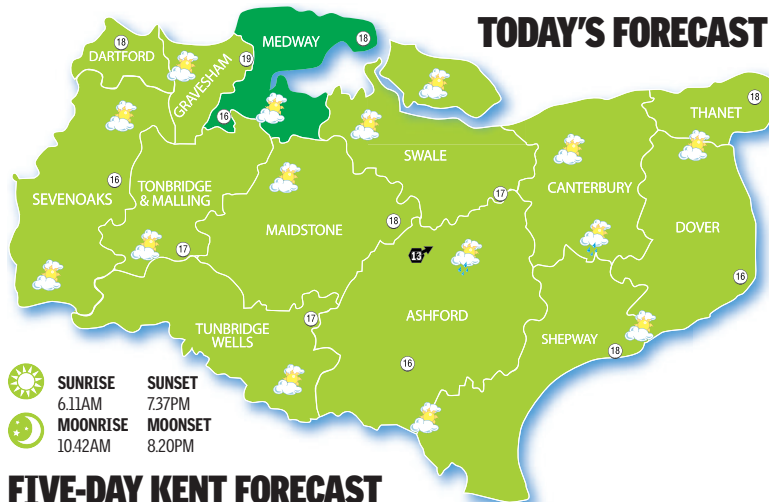 TODAY'S FORECAST
MEDWAY
18
18
DARTFORD
19
GRAVESHAM
16
18
THANET
SWALE
16
TONBRIDGE
& MALLING
SEVENOAKS
17
CANTERBURY
18
MAIDSTONE
DOVER
17
13
16
17
TUNBRIDGE
WELLS
ASHFORD
SHEPWAY
18
16
SUNRISE SUNSET
6.11AM 7.37PM
MOONRISE MOONSET
10.42AM 8.20PM
FIVE-DAY KENT FORECAST